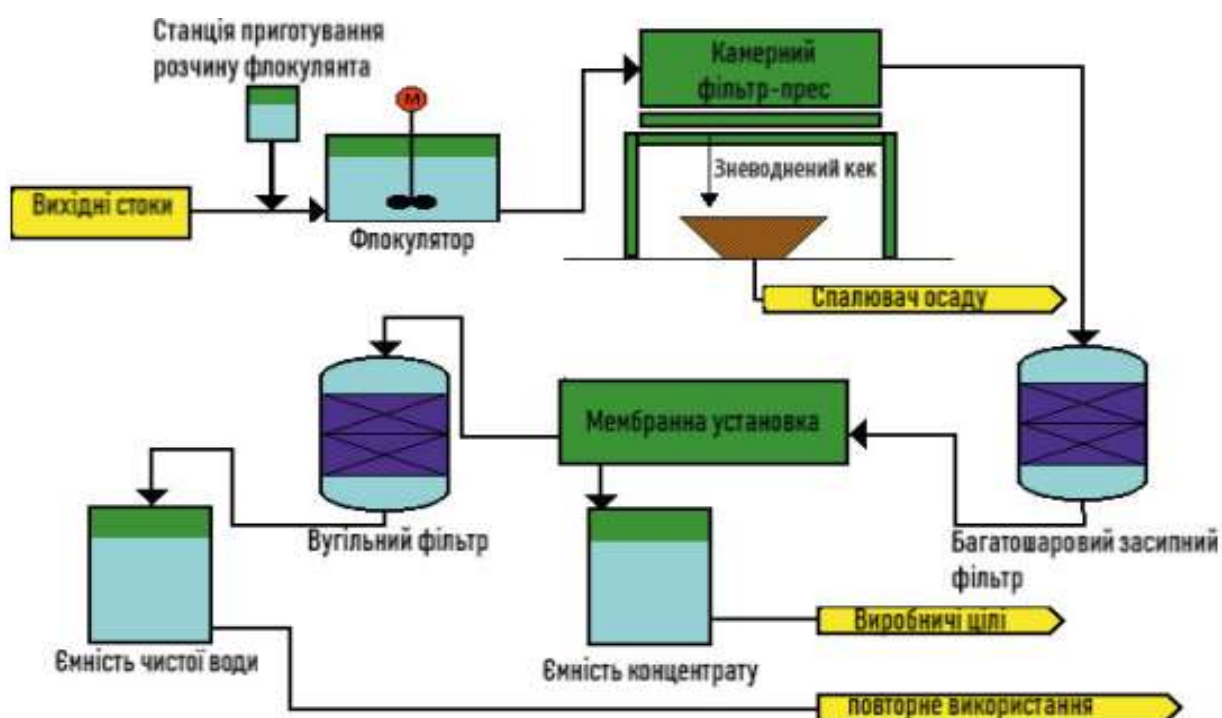 Станція приготування
розчину флокулянта
М
Камерний
фільтр-прес
Зневоднений кек
Вихідні стоки
Флокулятор
Спалювач осаду
Мембранна установка
Вугільний фільтр
Багатошаровий засипний
фільтр
Виробничі цілі
Ємність чистої води
Ємність концентрату
повторне використання